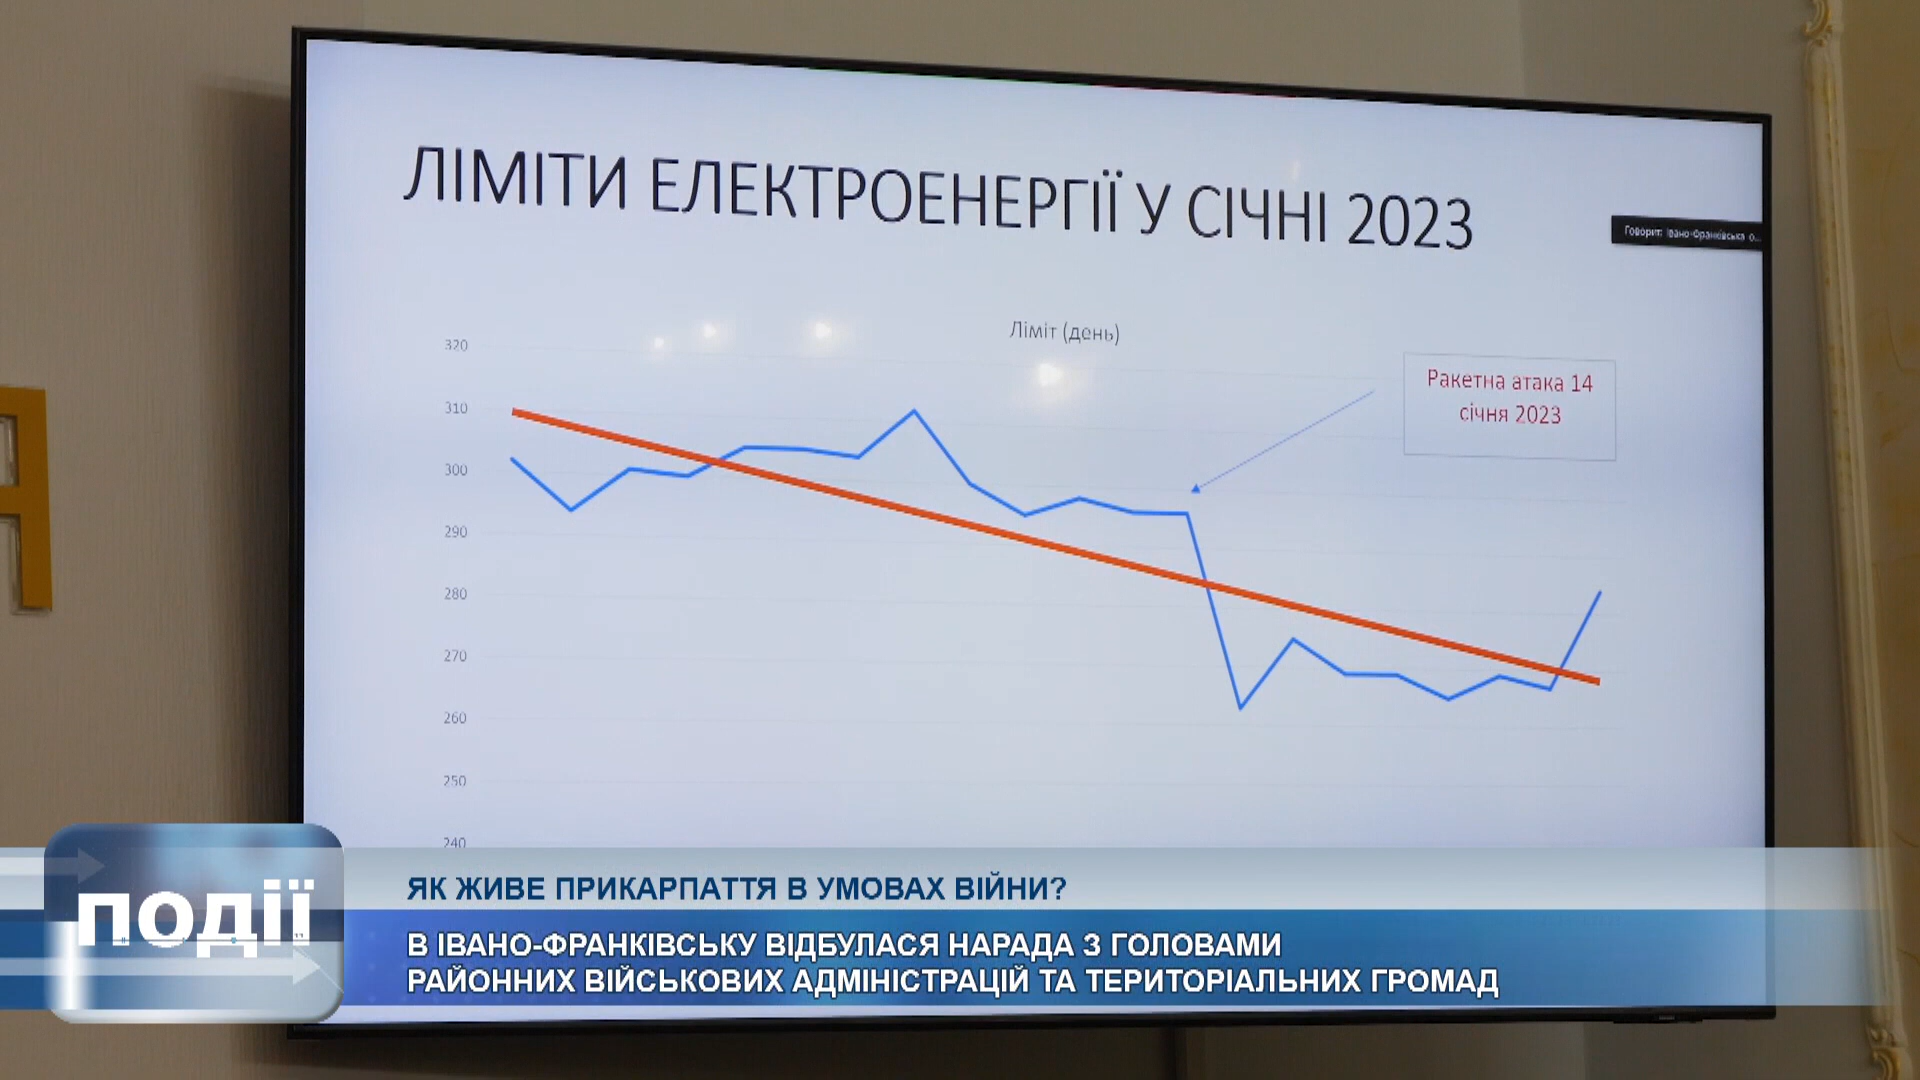 ЛІМІТИ ЕЛЕКТРОЕНЕРГІЇ У СІЧНІ 2023
Говорит: Івано-Франківська о...
Ліміт (день)
320
310
300
290
280
270
260
250
240
Ракетна атака 14
січня 2023
А
події
ЯК ЖИВЕ ПРИКАРПАТТЯ В УМОВАХ ВІЙНИ?
В ІВАНО-ФРАНКІВСЬКУ ВІДБУЛАСЯ НАРАДА З ГОЛОВАМИ
РАЙОННИХ ВІЙСЬКОВИХ АДМІНІСТРАЦІЙ ТА ТЕРИТОРІАЛЬНИХ ГРОМАД